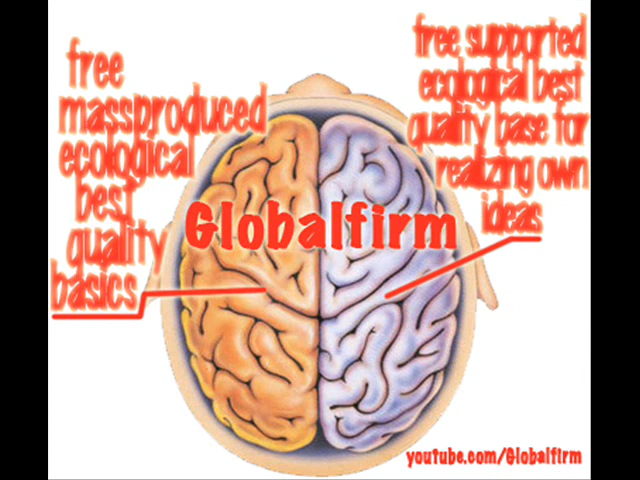 free
massproduced
ecological
best
quality
basics
free supported
ecological best
quality base for
realizing own
ideas
Globalfirm
youtube.com/Globalfirm